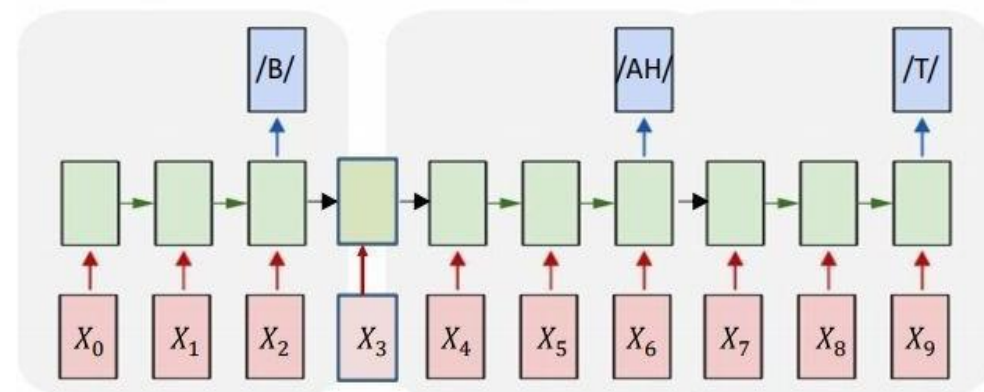 /B/ /AH/ /T/
X₀ X₁ X₂ X₃ X₄ X₅ X₆ X₇ X₈ X₉